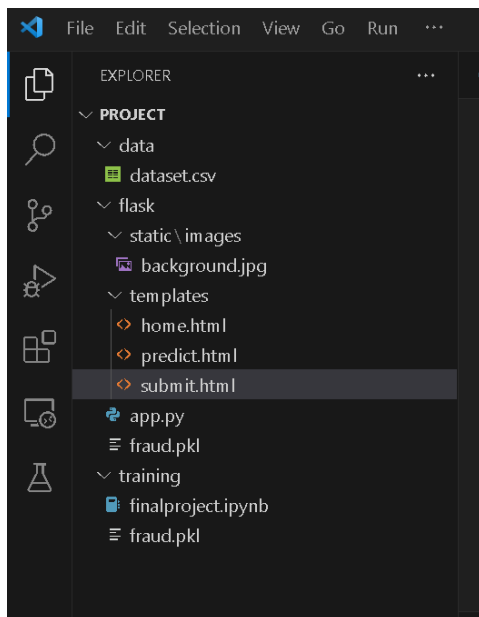 File Edit Selection View Go Run ...
EXPLORER ...
PROJECT
data
dataset.csv
flask
static\images
background.jpg
templates
home.html
predict.html
submit.html
app.py
fraud.pkl
training
finalproject.ipynb
fraud.pkl